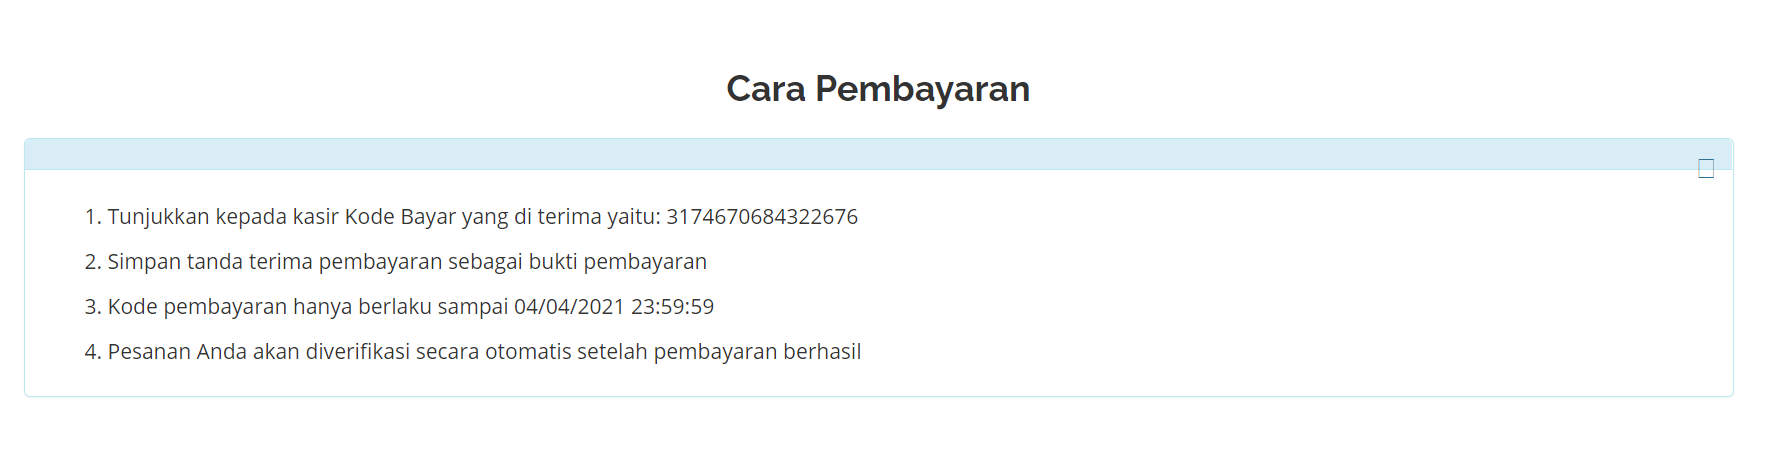 Cara Pembayaran
1. Tunjukkan kepada kasir Kode Bayar yang di terima yaitu: 3174670684322676
2. Simpan tanda terima pembayaran sebagai bukti pembayaran
3. Kode pembayaran hanya berlaku sampai 04/04/2021 23:59:59
4. Pesanan Anda akan diverifikasi secara otomatis setelah pembayaran berhasil